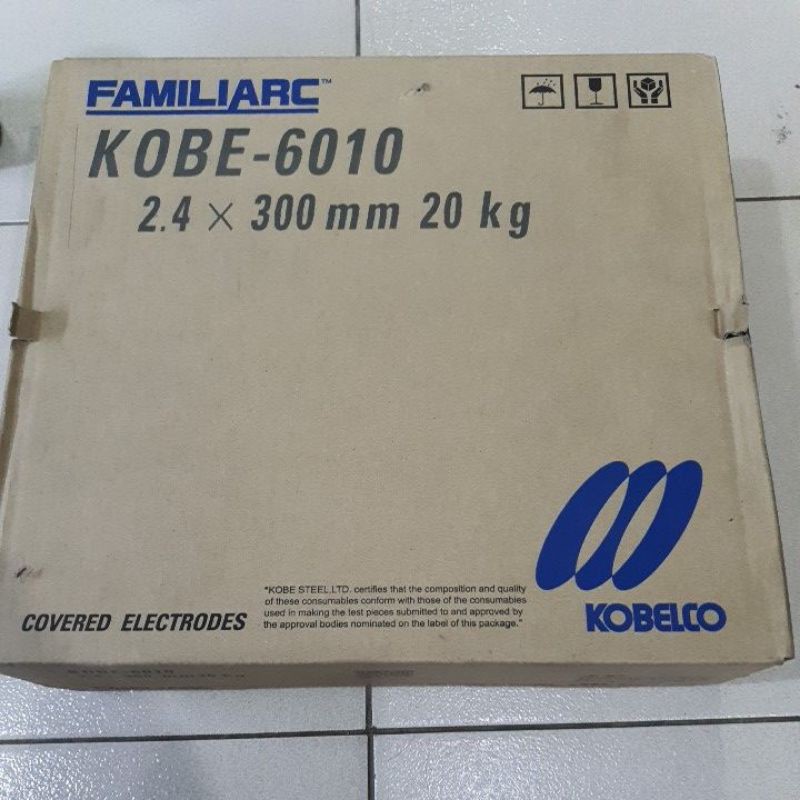 FAMILIARC™
KOBE-6010
2.4 × 300 mm 20 kg
"KOBE STEEL,LTD. certifies that the composition and quality
of these consumables conform with those of the consumables
used in making the test pieces submitted to and approved by
the approval bodies nominated on the label of this package."
COVERED ELECTRODES
KOBELCO
KOBE-6010